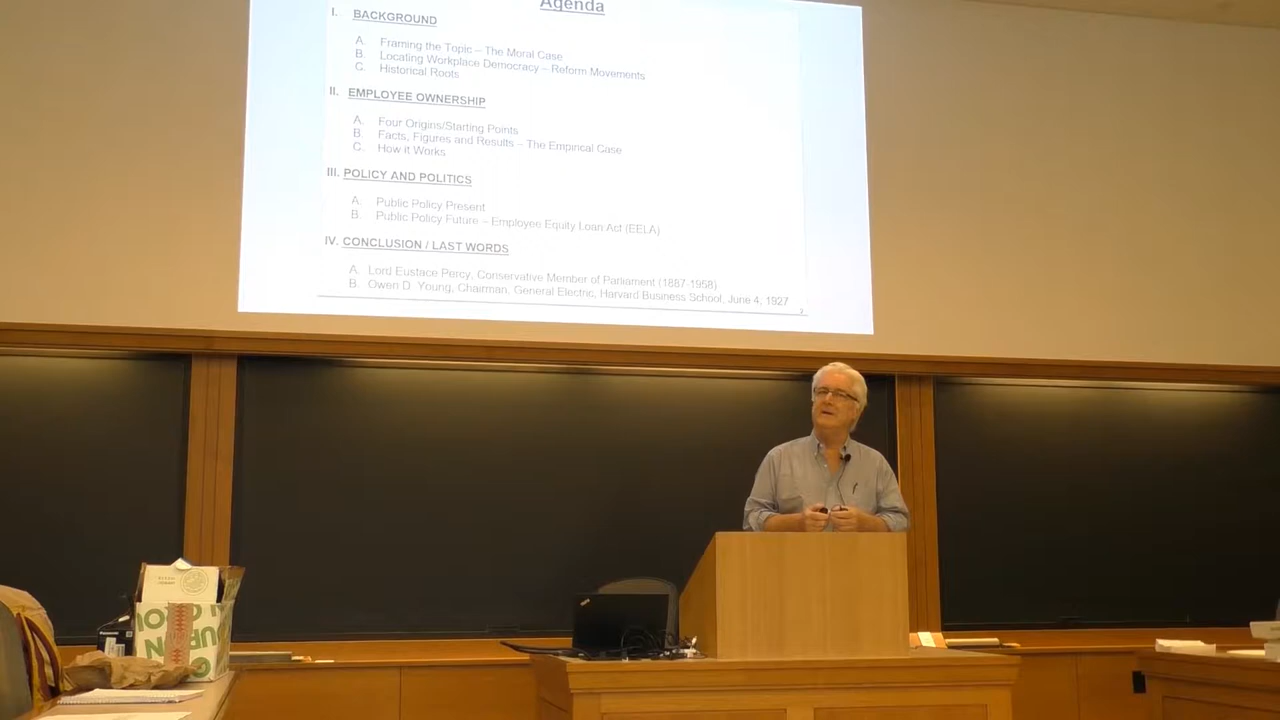 Agenda
I. BACKGROUND
A. Framing the Topic – The Moral Case
B. Locating Workplace Democracy – Reform Movements
C. Historical Roots
II. EMPLOYEE OWNERSHIP
A. Four Origins/Starting Points
B. Facts, Figures and Results – The Empirical Case
C. How it Works
III. POLICY AND POLITICS
A. Public Policy Present
B. Public Policy Future – Employee Equity Loan Act (EELA)
IV. CONCLUSION / LAST WORDS
A. Lord Eustace Percy, Conservative Member of Parliament (1887-1958)
B. Owen D. Young, Chairman, General Electric, Harvard Business School, June 4, 1927
2